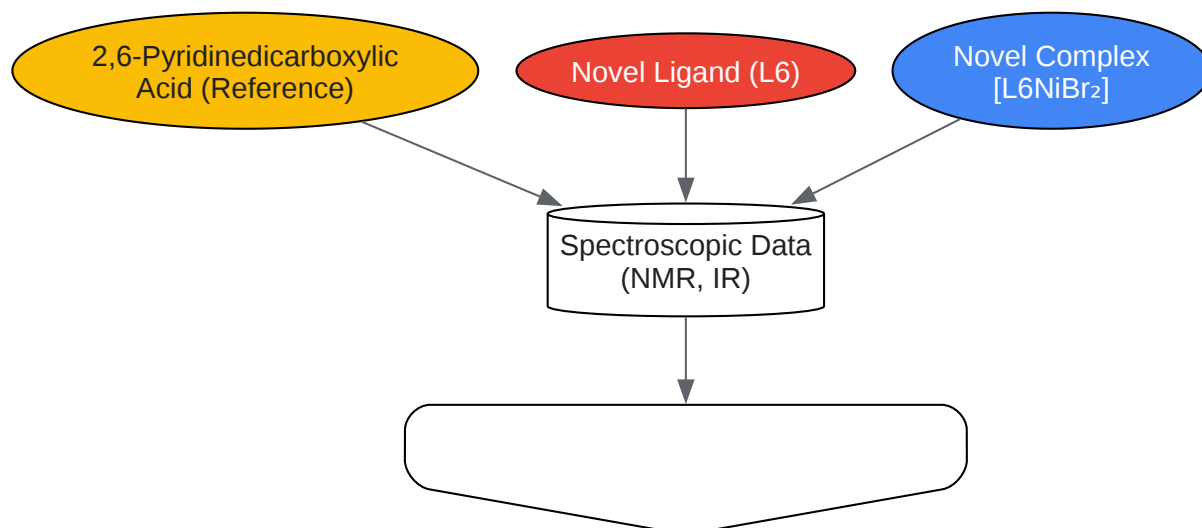 2,6-Pyridinedicarboxylic
Acid (Reference)
Novel Ligand (L6)
Novel Complex
[L6NiBr₂]
Spectroscopic Data
(NMR, IR)